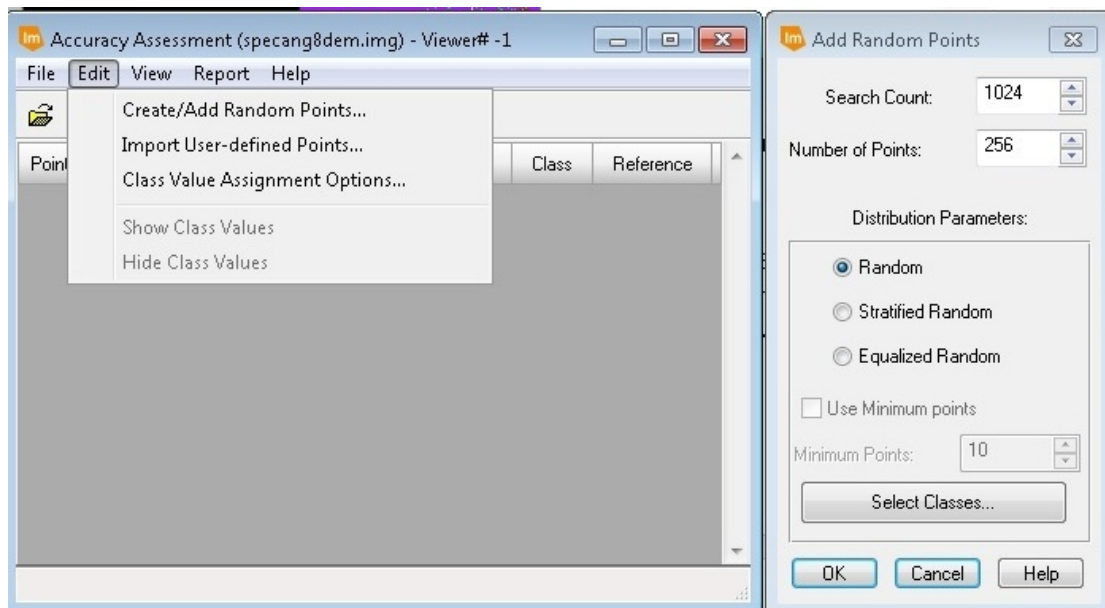 Im Accuracy Assessment (specang8dem.img) - Viewer# -1
File Edit View Report Help
Create/Add Random Points...
Import User-defined Points...
Class Value Assignment Options...
Show Class Values
Hide Class Values
Point Class Reference
Im Add Random Points
Search Count: 1024
Number of Points: 256
Distribution Parameters:
Random
Stratified Random
Equalized Random
Use Minimum points
Minimum Points: 10
Select Classes...
OK Cancel Help